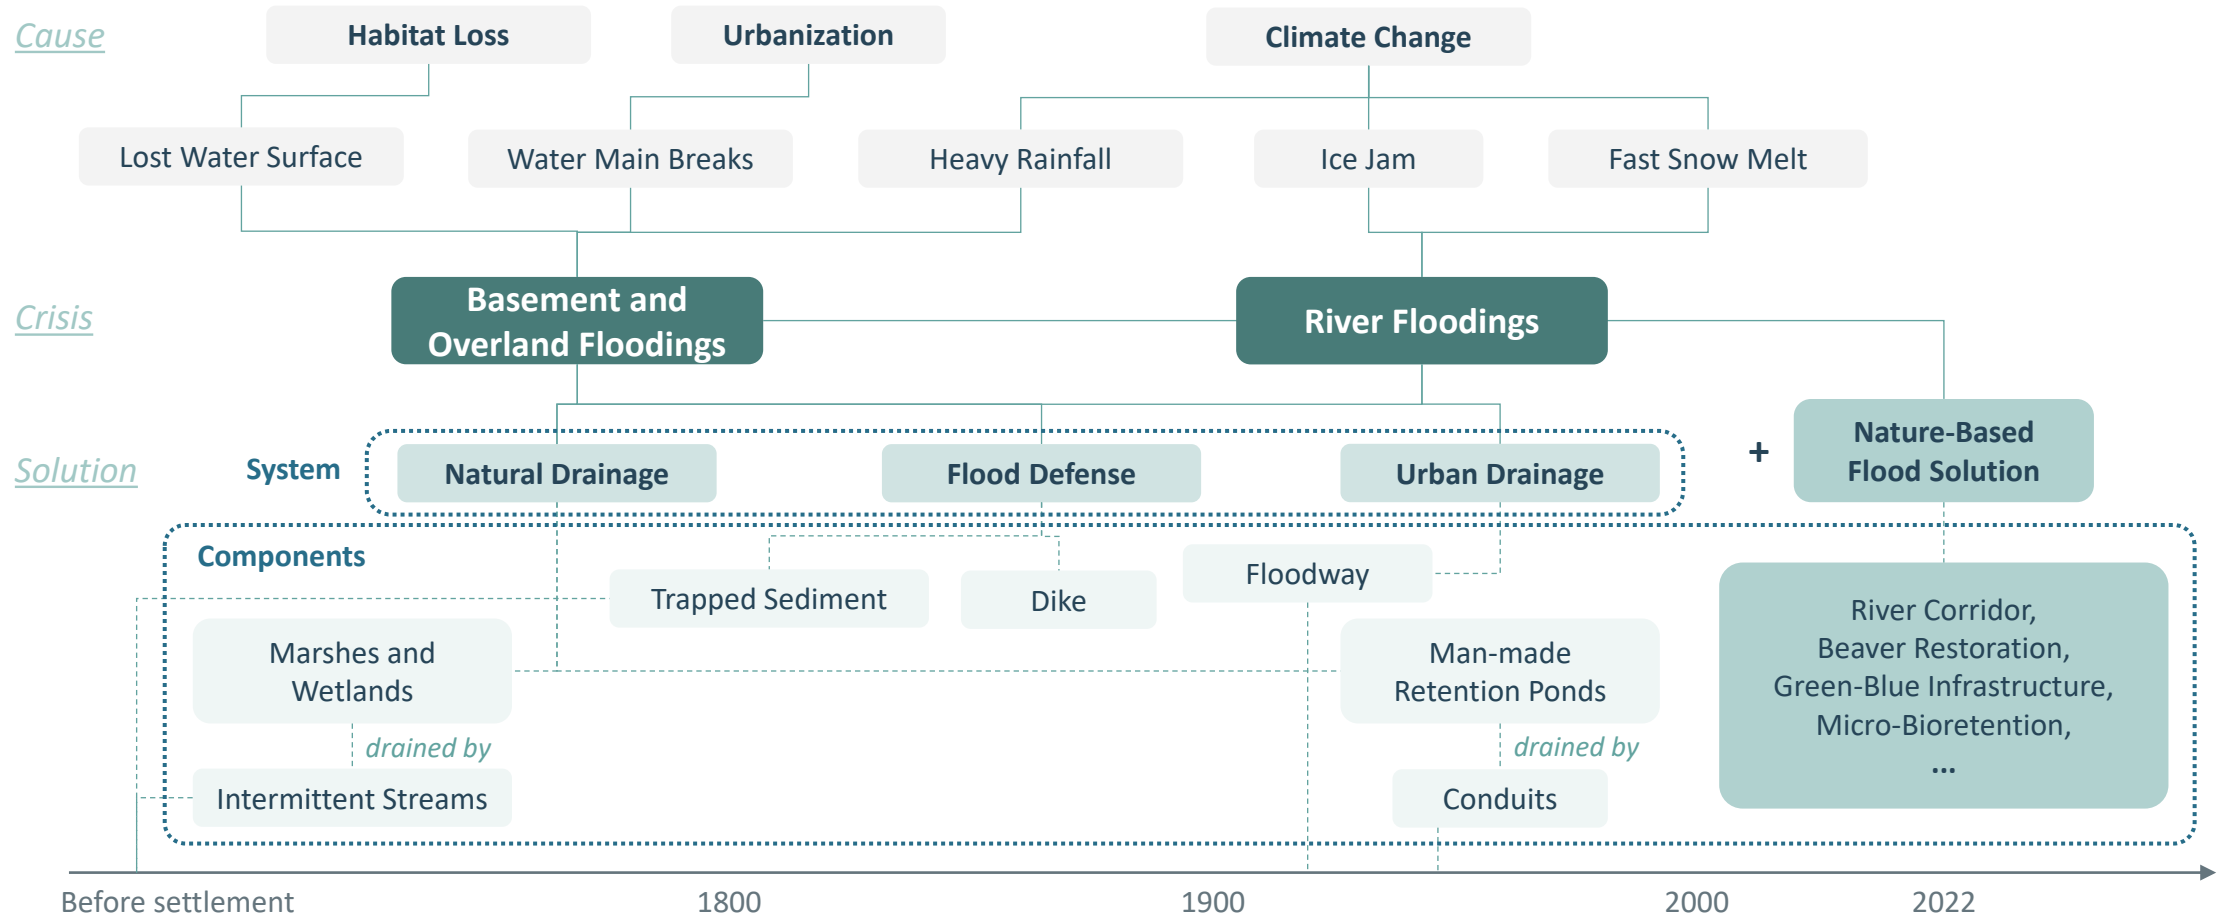 Cause
Habitat Loss
Urbanization
Climate Change
Lost Water Surface
Water Main Breaks
Heavy Rainfall
Ice Jam
Fast Snow Melt
Crisis
Basement and
Overland Floodings
River Floodings
Solution
System
Natural Drainage
Flood Defense
Urban Drainage
+
Nature-Based
Flood Solution
Components
Trapped Sediment
Dike
Floodway
Marshes and
Wetlands
Man-made
Retention Ponds
River Corridor,
Beaver Restoration,
Green-Blue Infrastructure,
Micro-Bioretention,
...
drained by
drained by
Intermittent Streams
Conduits
Before settlement
1800
1900
2000
2022